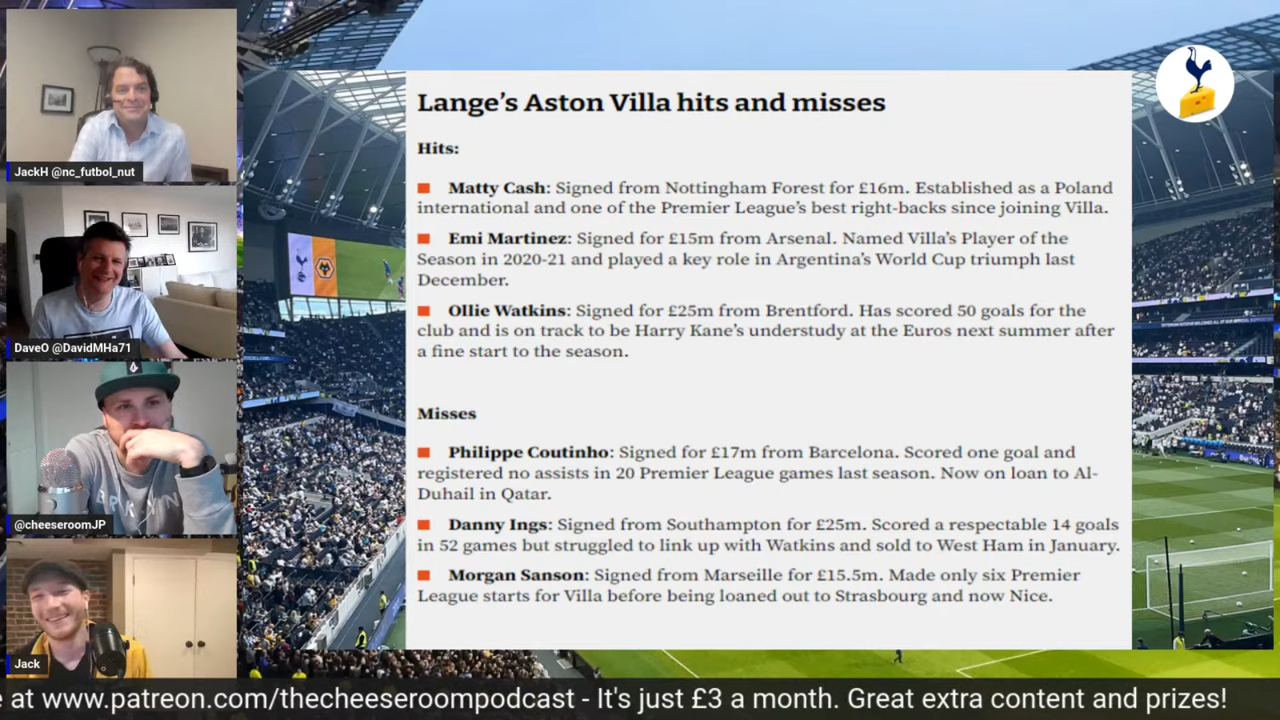 JackH @nc_futbol_nut
DaveO @DavidMHa71
@cheeseroomJP
Jack
Lange's Aston Villa hits and misses
Hits:
Matty Cash: Signed from Nottingham Forest for £16m. Established as a Poland
international and one of the Premier League's best right-backs since joining Villa.
Emi Martinez: Signed for £15m from Arsenal. Named Villa's Player of the
Season in 2020-21 and played a key role in Argentina's World Cup triumph last
December.
Ollie Watkins: Signed for £25m from Brentford. Has scored 50 goals for the
club and is on track to be Harry Kane's understudy at the Euros next summer after
a fine start to the season.
Misses
Philippe Coutinho: Signed for £17m from Barcelona. Scored one goal and
registered no assists in 20 Premier League games last season. Now on loan to Al-
Duhail in Qatar.
Danny Ings: Signed from Southampton for £25m. Scored a respectable 14 goals
in 52 games but struggled to link up with Watkins and sold to West Ham in January.
Morgan Sanson: Signed from Marseille for £15.5m. Made only six Premier
League starts for Villa before being loaned out to Strasbourg and now Nice.
e at www.patreon.com/thecheeseroompodcast - It's just £3 a month. Great extra content and prizes!